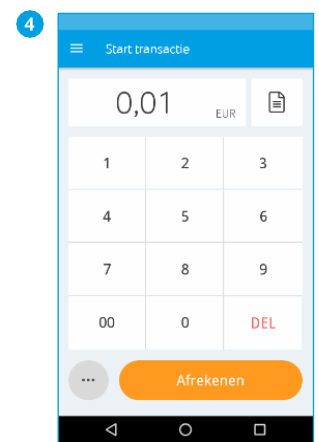 4
Start transactie
0,01 EUR
1 2 3
4 5 6
7 8 9
00 0 DEL
... Afrekenen